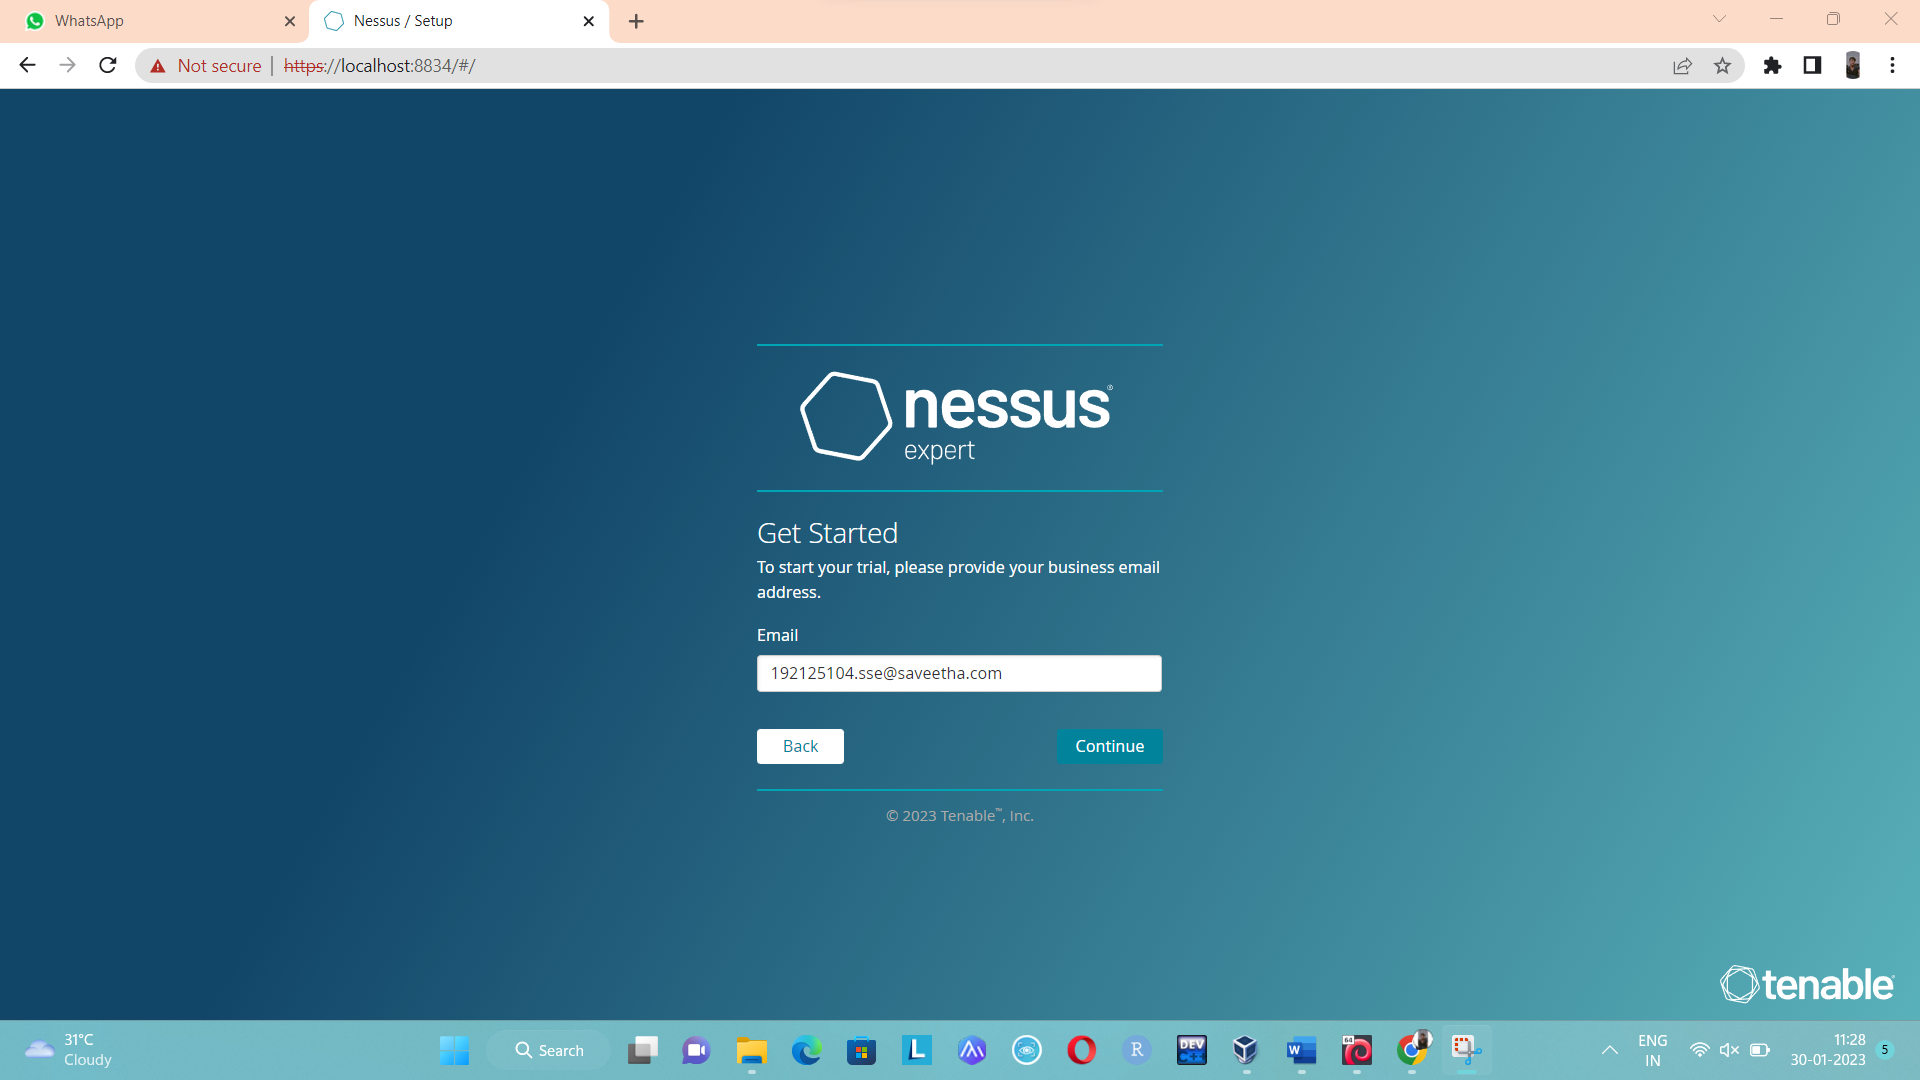 WhatsApp
Nessus / Setup
Not secure
https://localhost:8834/#/
nessus®
expert
Get Started
To start your trial, please provide your business email
address.
Email
192125104.sse@saveetha.com
Back
Continue
© 2023 Tenable™, Inc.
tenable
31°C
Cloudy
Search
L
R
DEV
C++
W
64
ENG
IN
11:28
30-01-2023
5